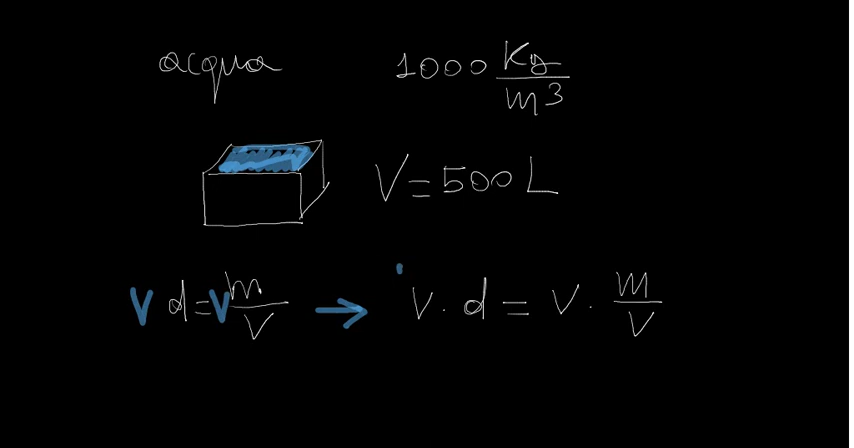 acqua 1000 Kg/m³
V = 500 L
V d = V m/V → V · d = V · m/V